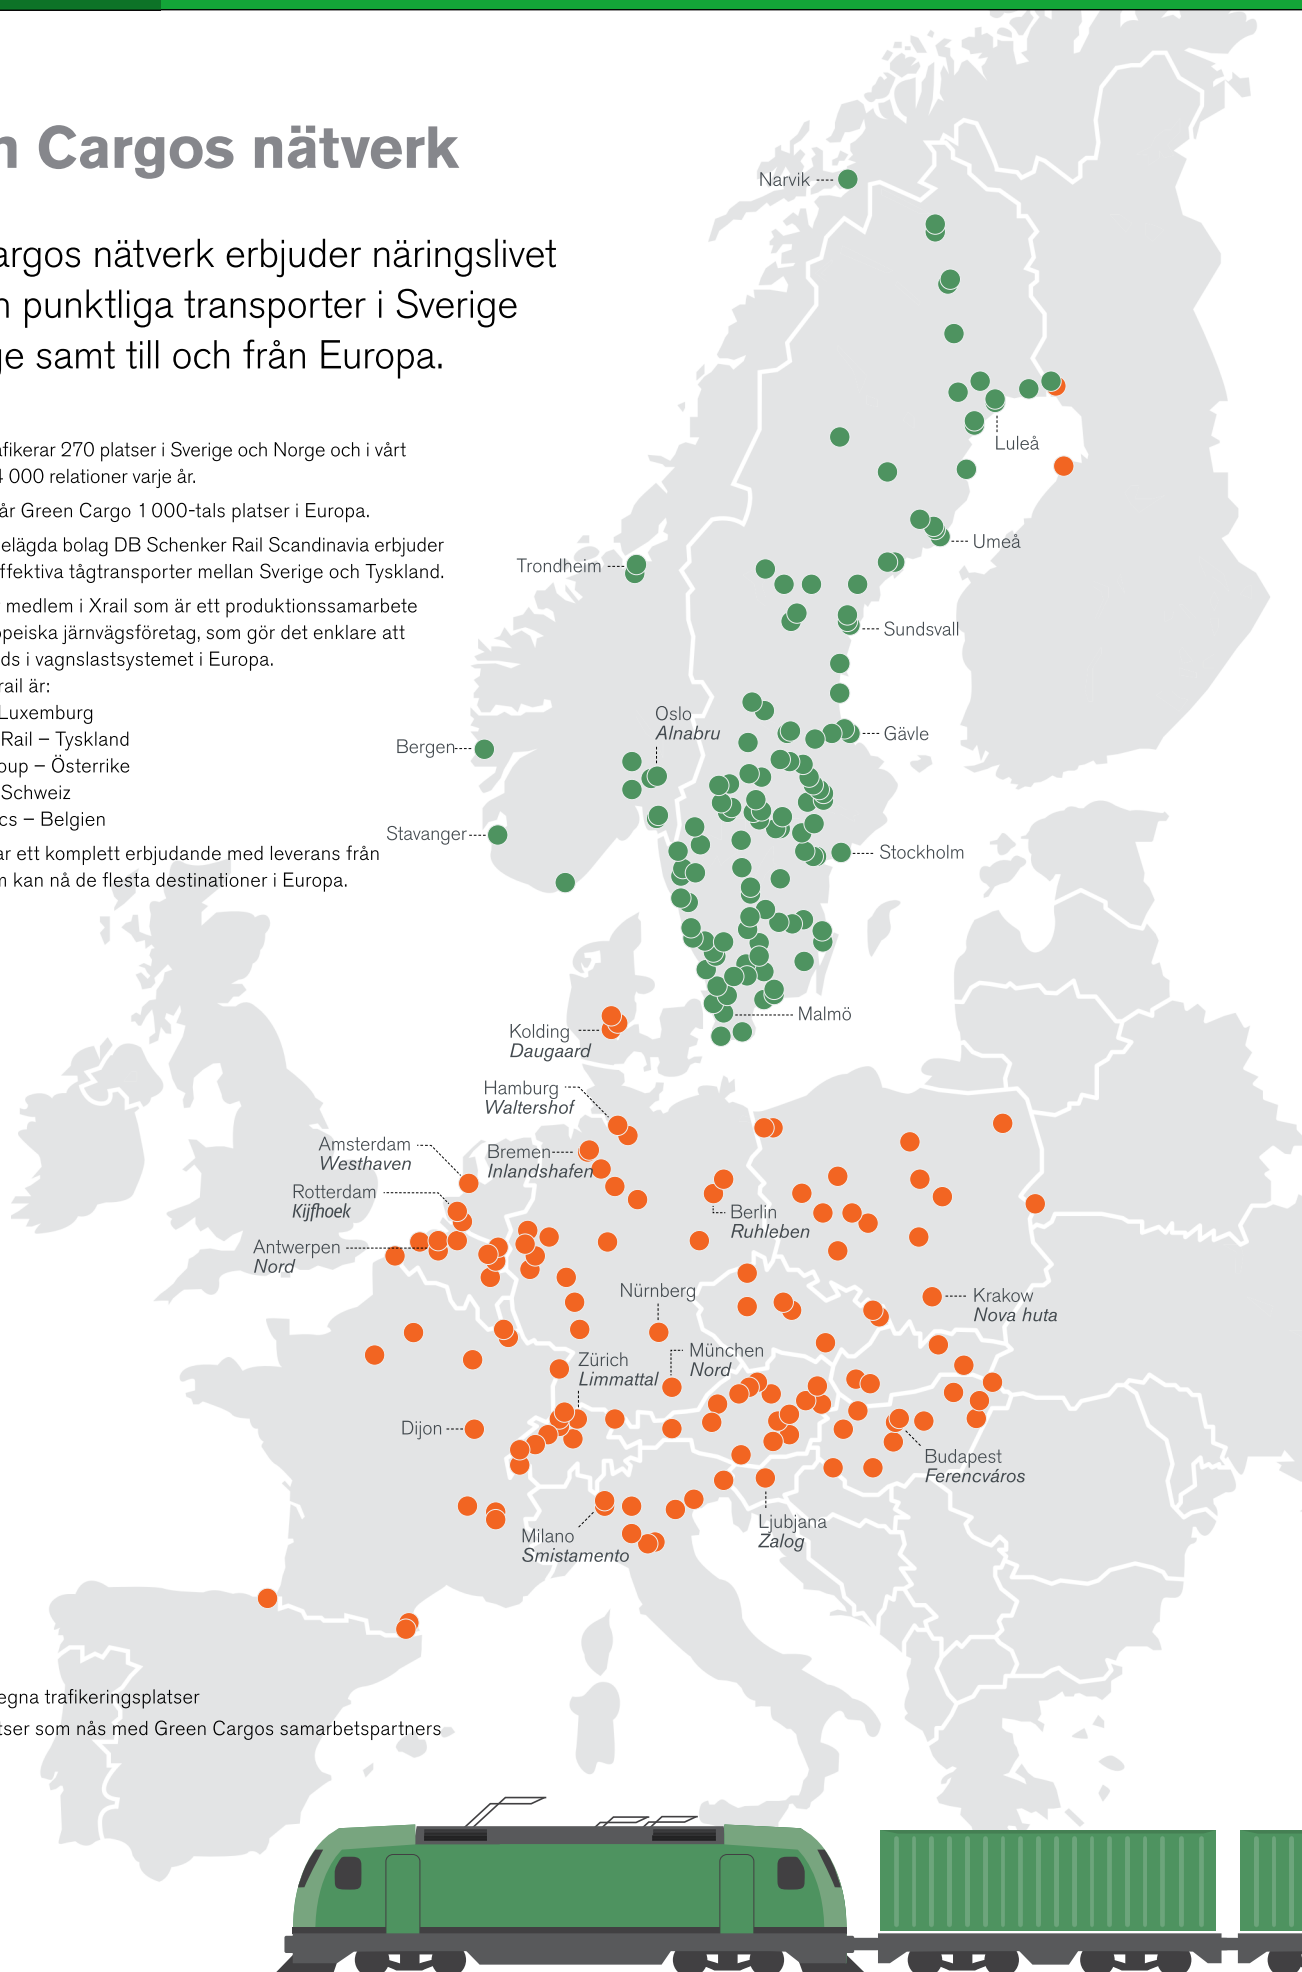 n Cargos nätverk
argos nätverk erbjuder näringslivet
n punktliga transporter i Sverige
ge samt till och från Europa.
afikerar 270 platser i Sverige och Norge och i vårt
4 000 relationer varje år.
år Green Cargo 1 000-tals platser i Europa.
elägda bolag DB Schenker Rail Scandinavia erbjuder
ffektiva tågtransporter mellan Sverige och Tyskland.
r medlem i Xrail som är ett produktionssamarbete
opeiska järnvägsföretag, som gör det enklare att
ds i vagnslastsystemet i Europa.
rail är:
Luxemburg
Rail – Tyskland
oup – Österrike
Schweiz
cs – Belgien
ar ett komplett erbjudande med leverans från
m kan nå de flesta destinationer i Europa.
Narvik
Luleå
Umeå
Trondheim
Sundsvall
Oslo
Alnabru
Gävle
Bergen
Stavanger
Stockholm
Malmö
Kolding
Daugaard
Hamburg
Waltershof
Amsterdam
Westhaven
Bremen
Inlandshafen
Rotterdam
Kijfhoek
Berlin
Ruhleben
Antwerpen
Nord
Nürnberg
Krakow
Nova huta
München
Nord
Zürich
Limmattal
Dijon
Budapest
Ferencváros
Ljubjana
Zalog
Milano
Smistamento
egna trafikeringsplatser
tser som nås med Green Cargos samarbetspartners